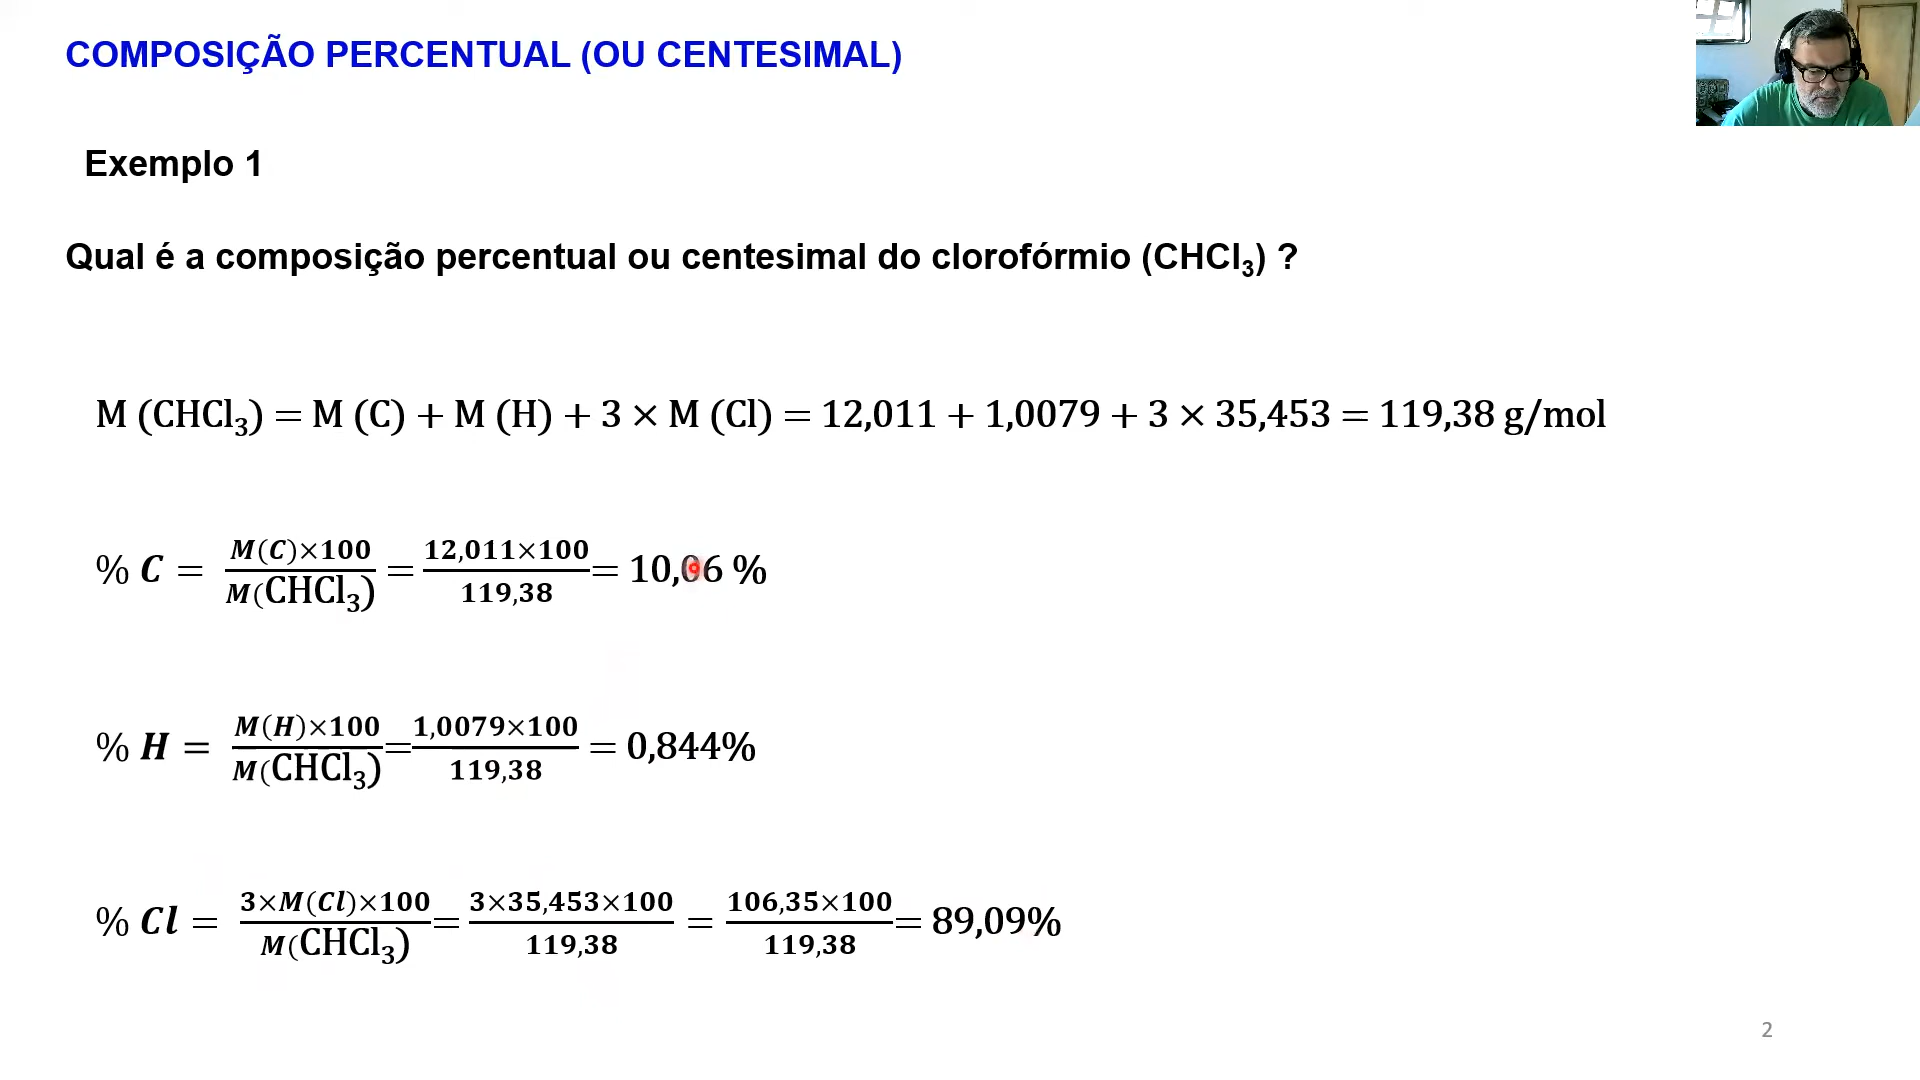 COMPOSIÇÃO PERCENTUAL (OU CENTESIMAL)
Exemplo 1
Qual é a composição percentual ou centesimal do clorofórmio (CHCl₃) ?
M (CHCl₃) = M (C) + M (H) + 3 × M (Cl) = 12,011 + 1,0079 + 3 × 35,453 = 119,38 g/mol
% C = M(C)×100 / M(CHCl₃) = 12,011×100 / 119,38 = 10,06 %
% H = M(H)×100 / M(CHCl₃) = 1,0079×100 / 119,38 = 0,844%
% Cl = 3×M(Cl)×100 / M(CHCl₃) = 3×35,453×100 / 119,38 = 106,35×100 / 119,38 = 89,09%
2